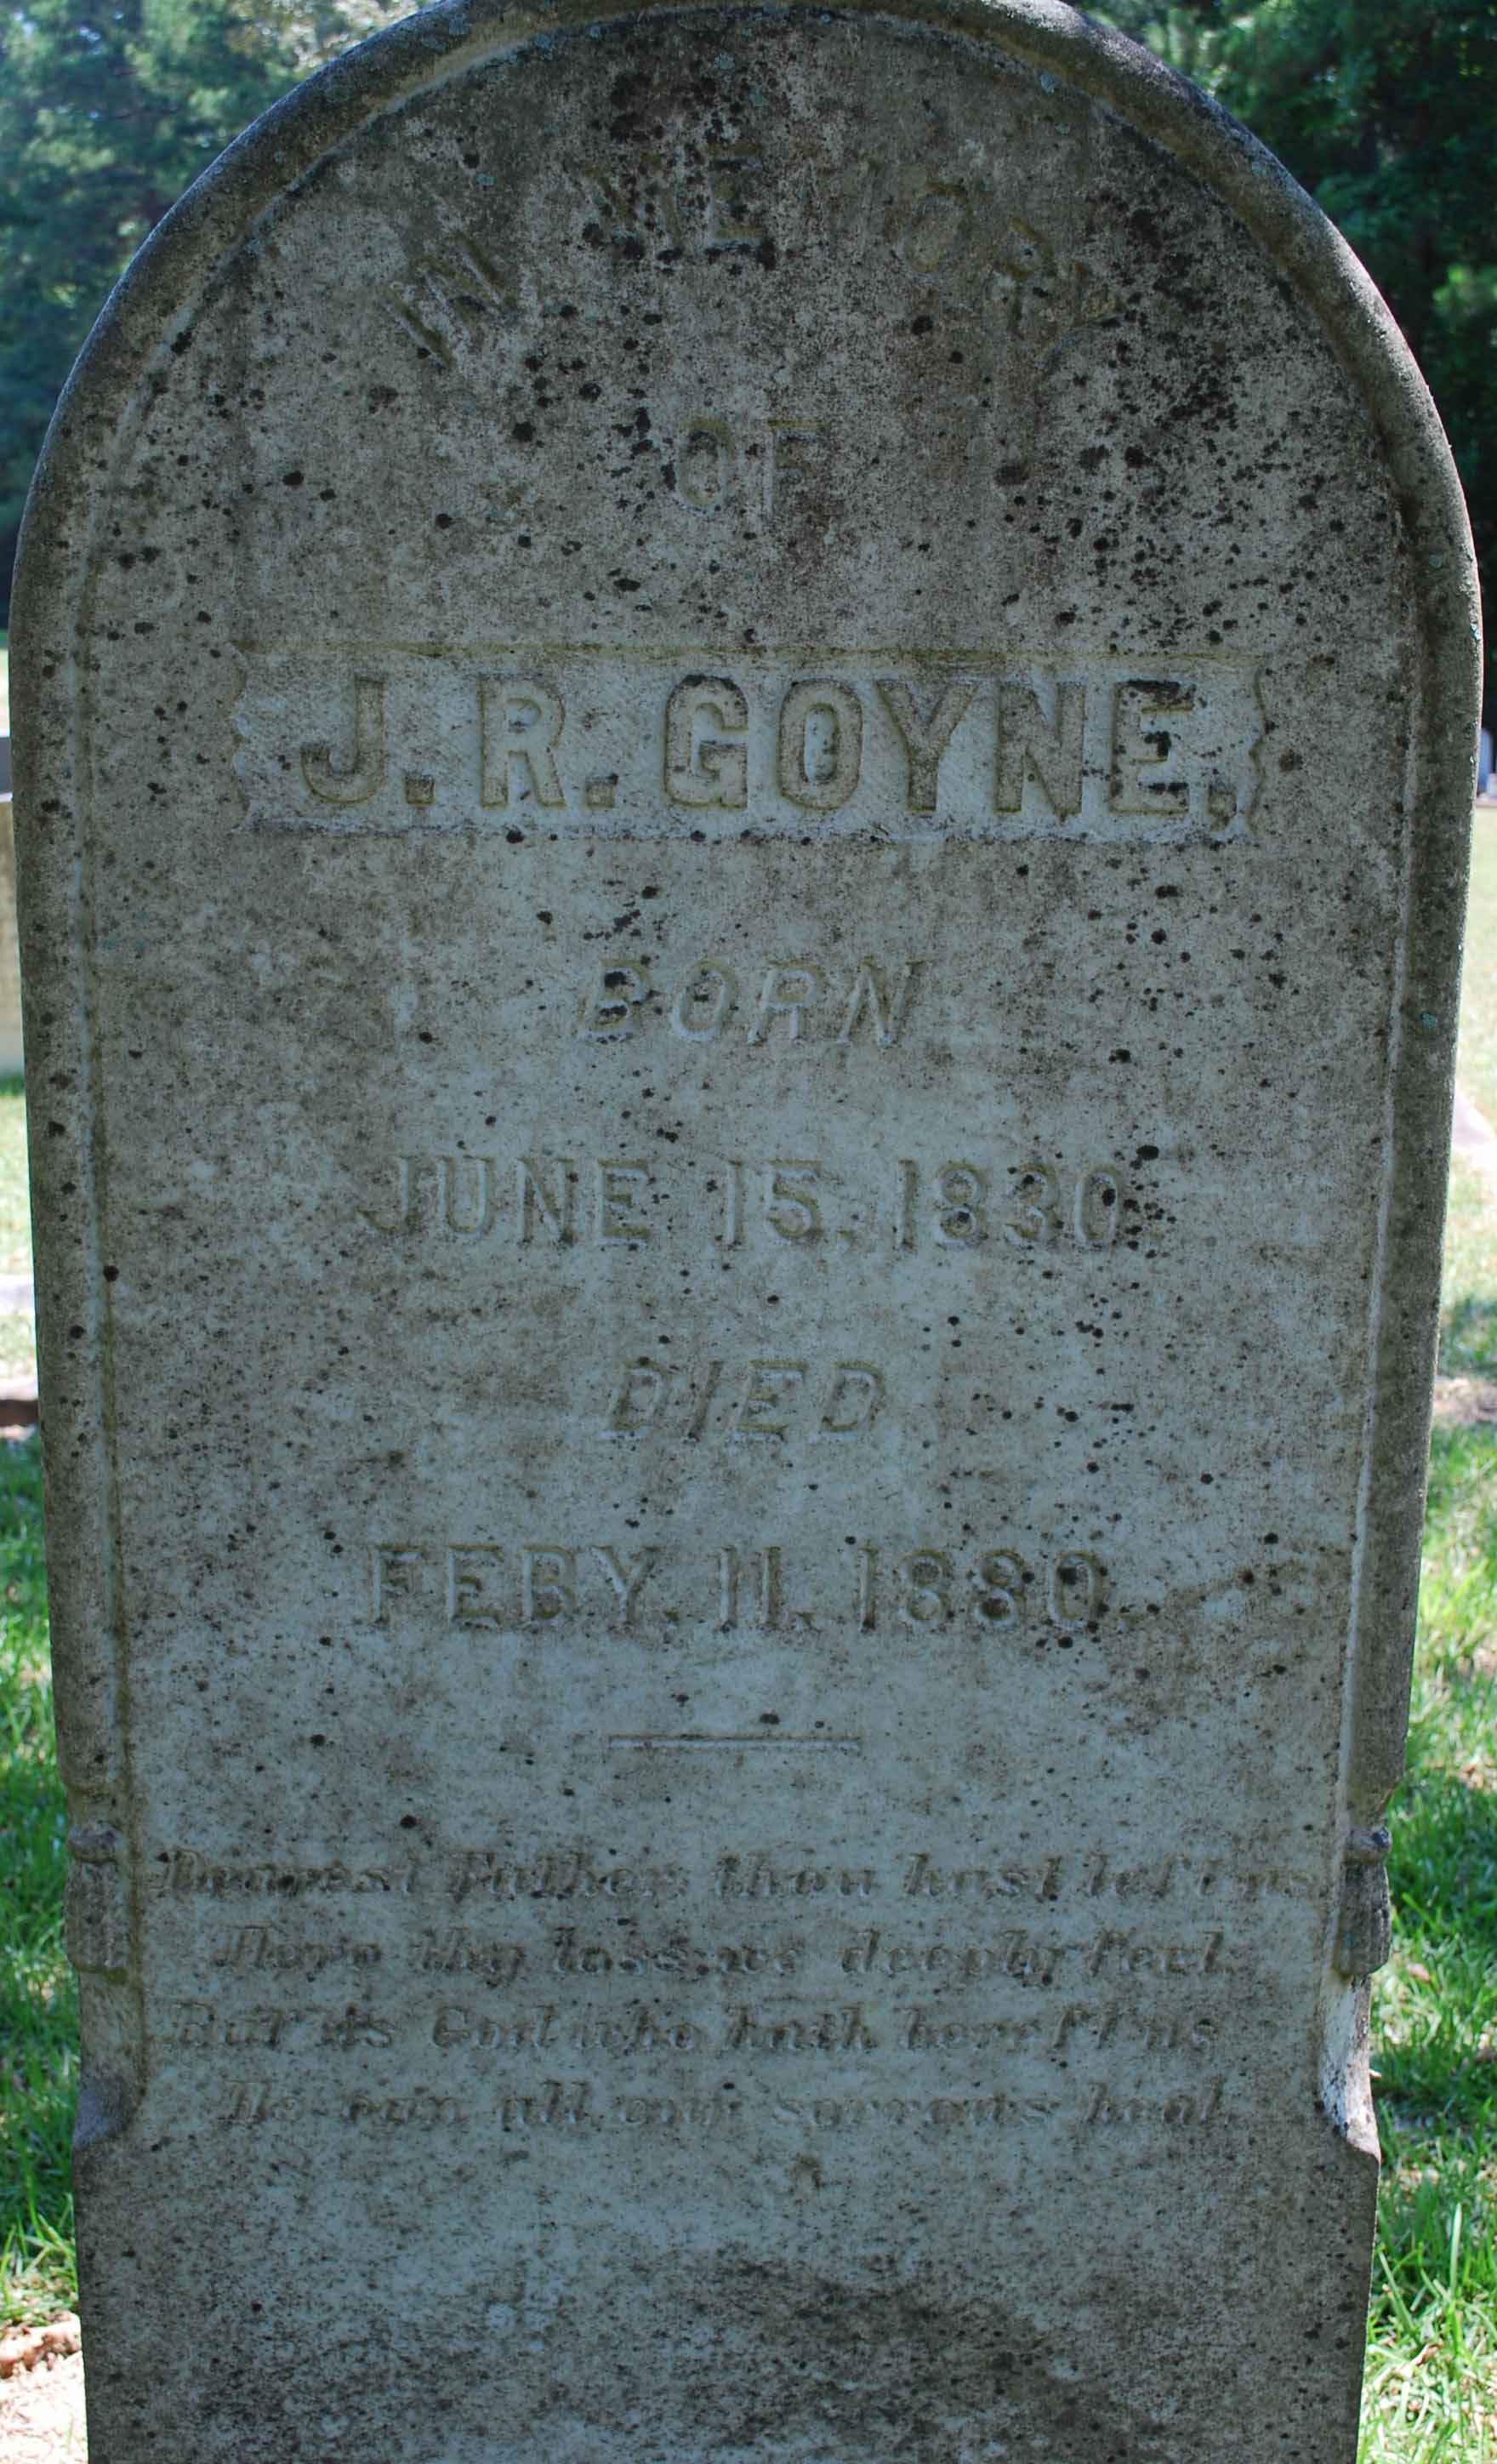 IN MEMORY
OF
J. R. GOYNE,
BORN
JUNE 15, 1830.
DIED
FEBY. 11. 1880.
Dearest Father, thou hast left us
Here thy loss we deeply feel.
But 'tis God who hath bereft us
He can all our sorrows heal.